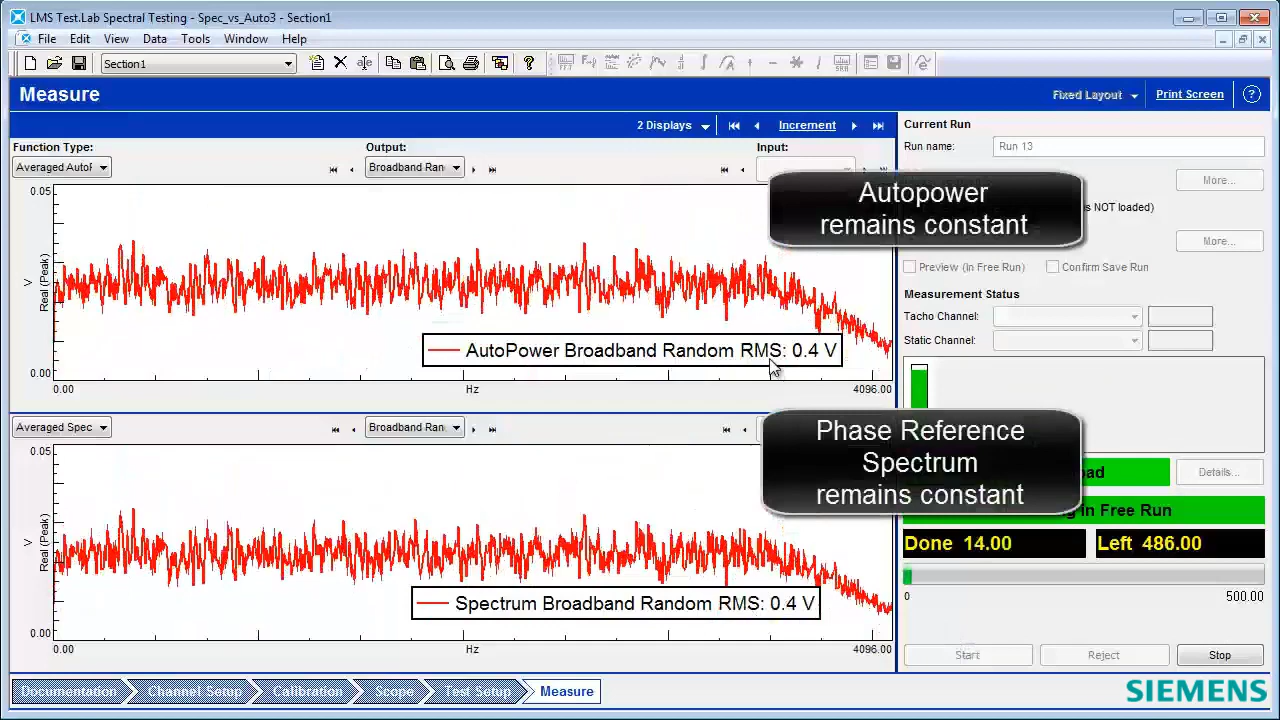 LMS Test.Lab Spectral Testing - Spec_vs_Auto3 - Section1
File Edit View Data Tools Window Help
Section1
Measure
Fixed Layout Print Screen
2 Displays Increment
Function Type: Output: Input:
Averaged AutoF Broadband Ran
0.05
V
Real (Peak)
0.00
0.00 Hz 4096.00
AutoPower Broadband Random RMS: 0.4 V
Autopower
remains constant
Averaged Spec Broadband Ran
0.05
V
Real (Peak)
0.00
0.00 Hz 4096.00
Spectrum Broadband Random RMS: 0.4 V
Phase Reference
Spectrum
remains constant
Current Run
Run name: Run 13
More...
s NOT loaded)
More...
Preview (In Free Run) Confirm Save Run
Measurement Status
Tacho Channel:
Static Channel:
Details...
in Free Run
Done 14.00 Left 486.00
0 500.00
Start Reject Stop
Documentation Channel Setup Calibration Scope Test Setup Measure
SIEMENS